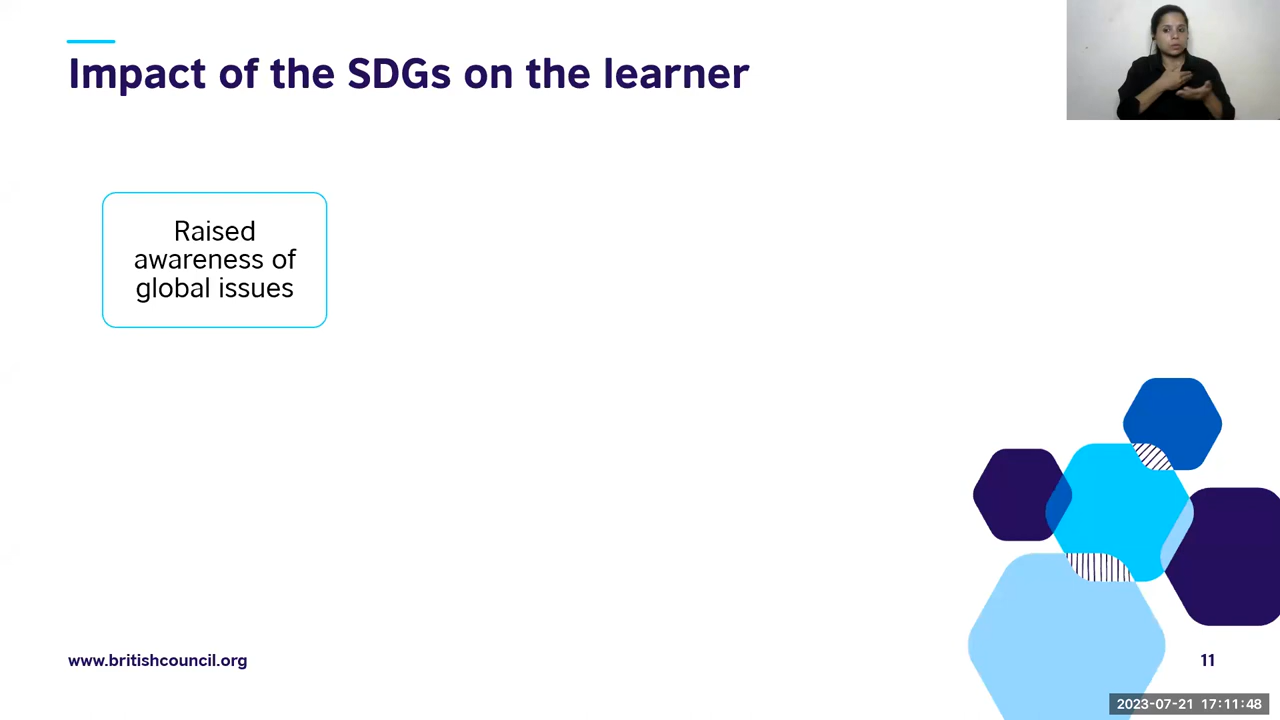 Impact of the SDGs on the learner
Raised
awareness of
global issues
www.britishcouncil.org
11
2023-07-21 17:11:48